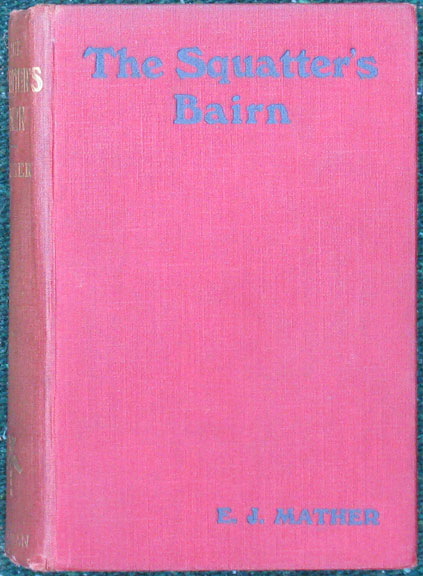 The Squatter's
Bairn
E. J. MATHER